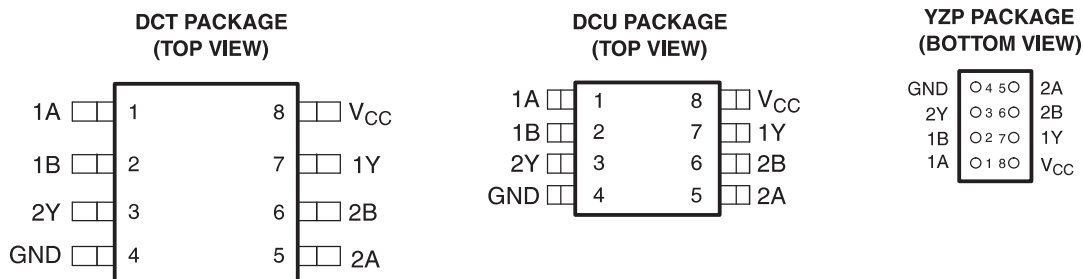 DCT PACKAGE
(TOP VIEW)
1A 1 8 VCC
1B 2 7 1Y
2Y 3 6 2B
GND 4 5 2A
DCU PACKAGE
(TOP VIEW)
1A 1 8 VCC
1B 2 7 1Y
2Y 3 6 2B
GND 4 5 2A
YZP PACKAGE
(BOTTOM VIEW)
GND 4 5 2A
2Y 3 6 2B
1B 2 7 1Y
1A 1 8 VCC